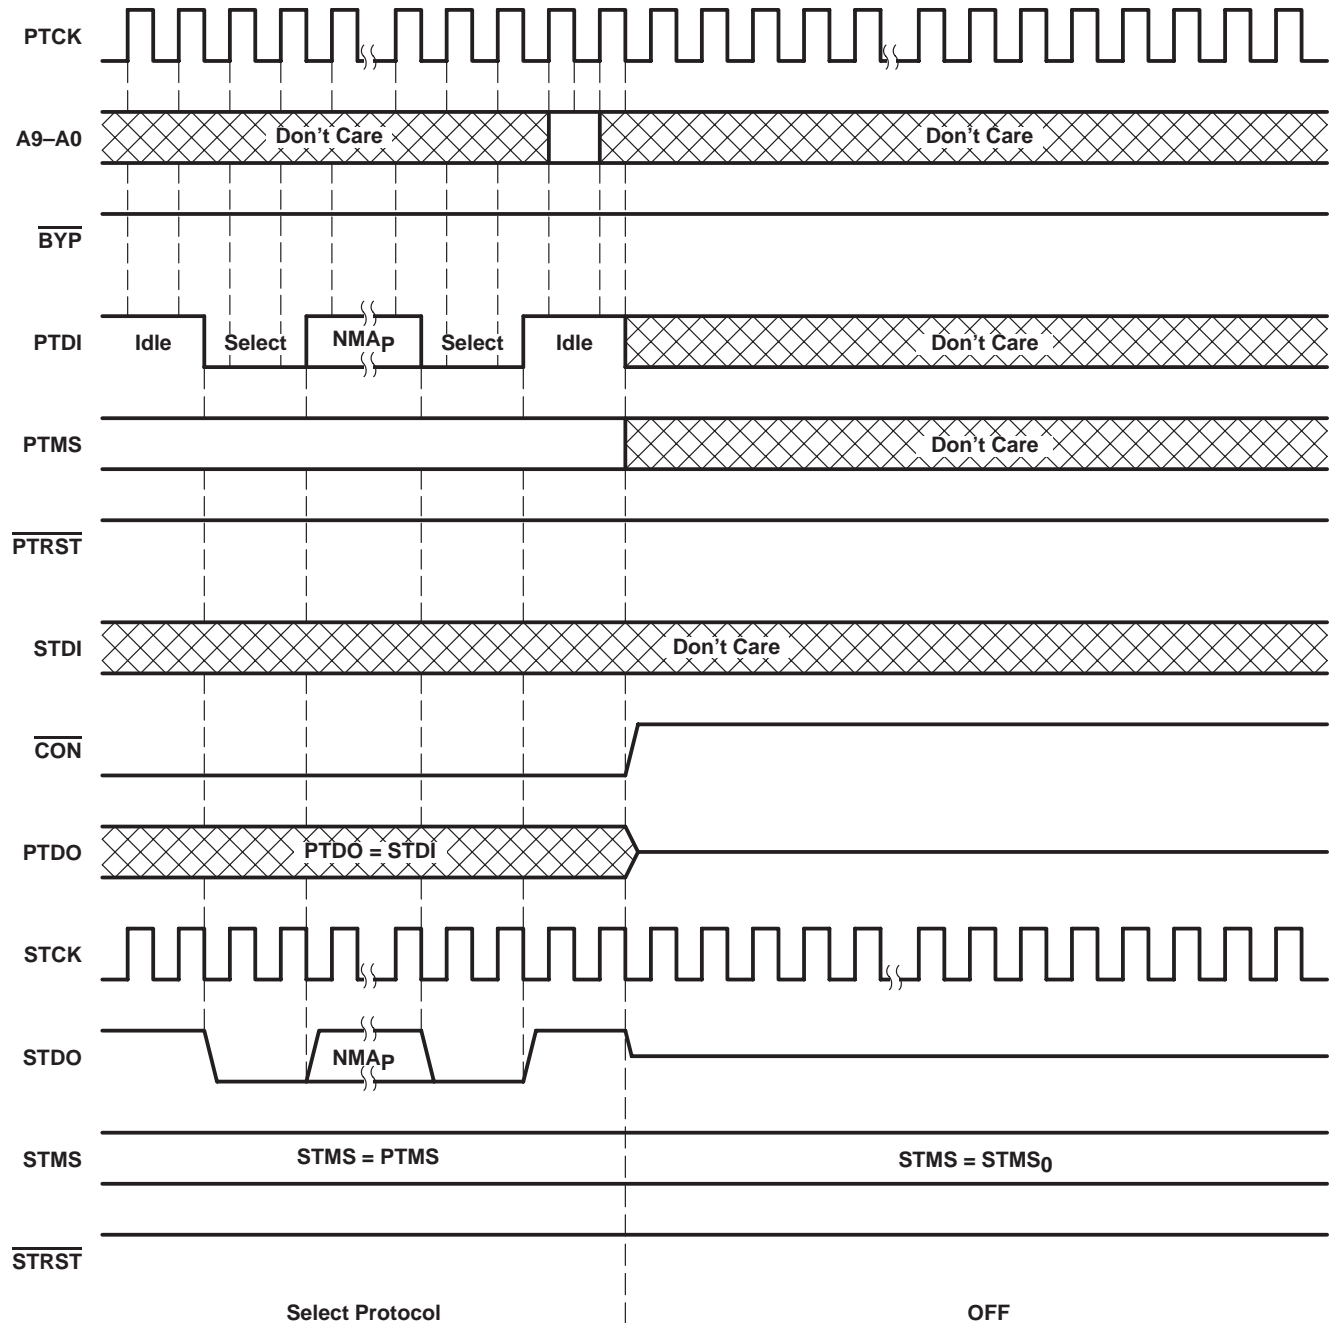 PTCK
A9–A0 Don't Care Don't Care
BYP
PTDI Idle Select NMAP Select Idle Don't Care
PTMS Don't Care
PTRST
STDI Don't Care
CON
PTDO PTDO = STDI
STCK
STDO NMAP
STMS STMS = PTMS STMS = STMS0
STRST
Select Protocol OFF